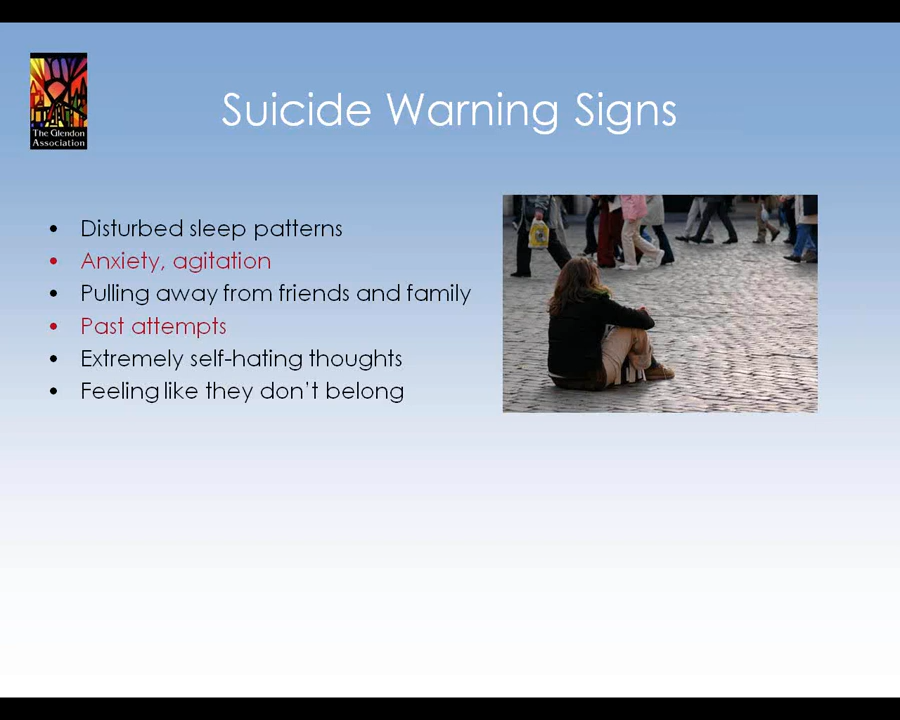 The Glendon
Association
Suicide Warning Signs
• Disturbed sleep patterns
• Anxiety, agitation
• Pulling away from friends and family
• Past attempts
• Extremely self-hating thoughts
• Feeling like they don't belong